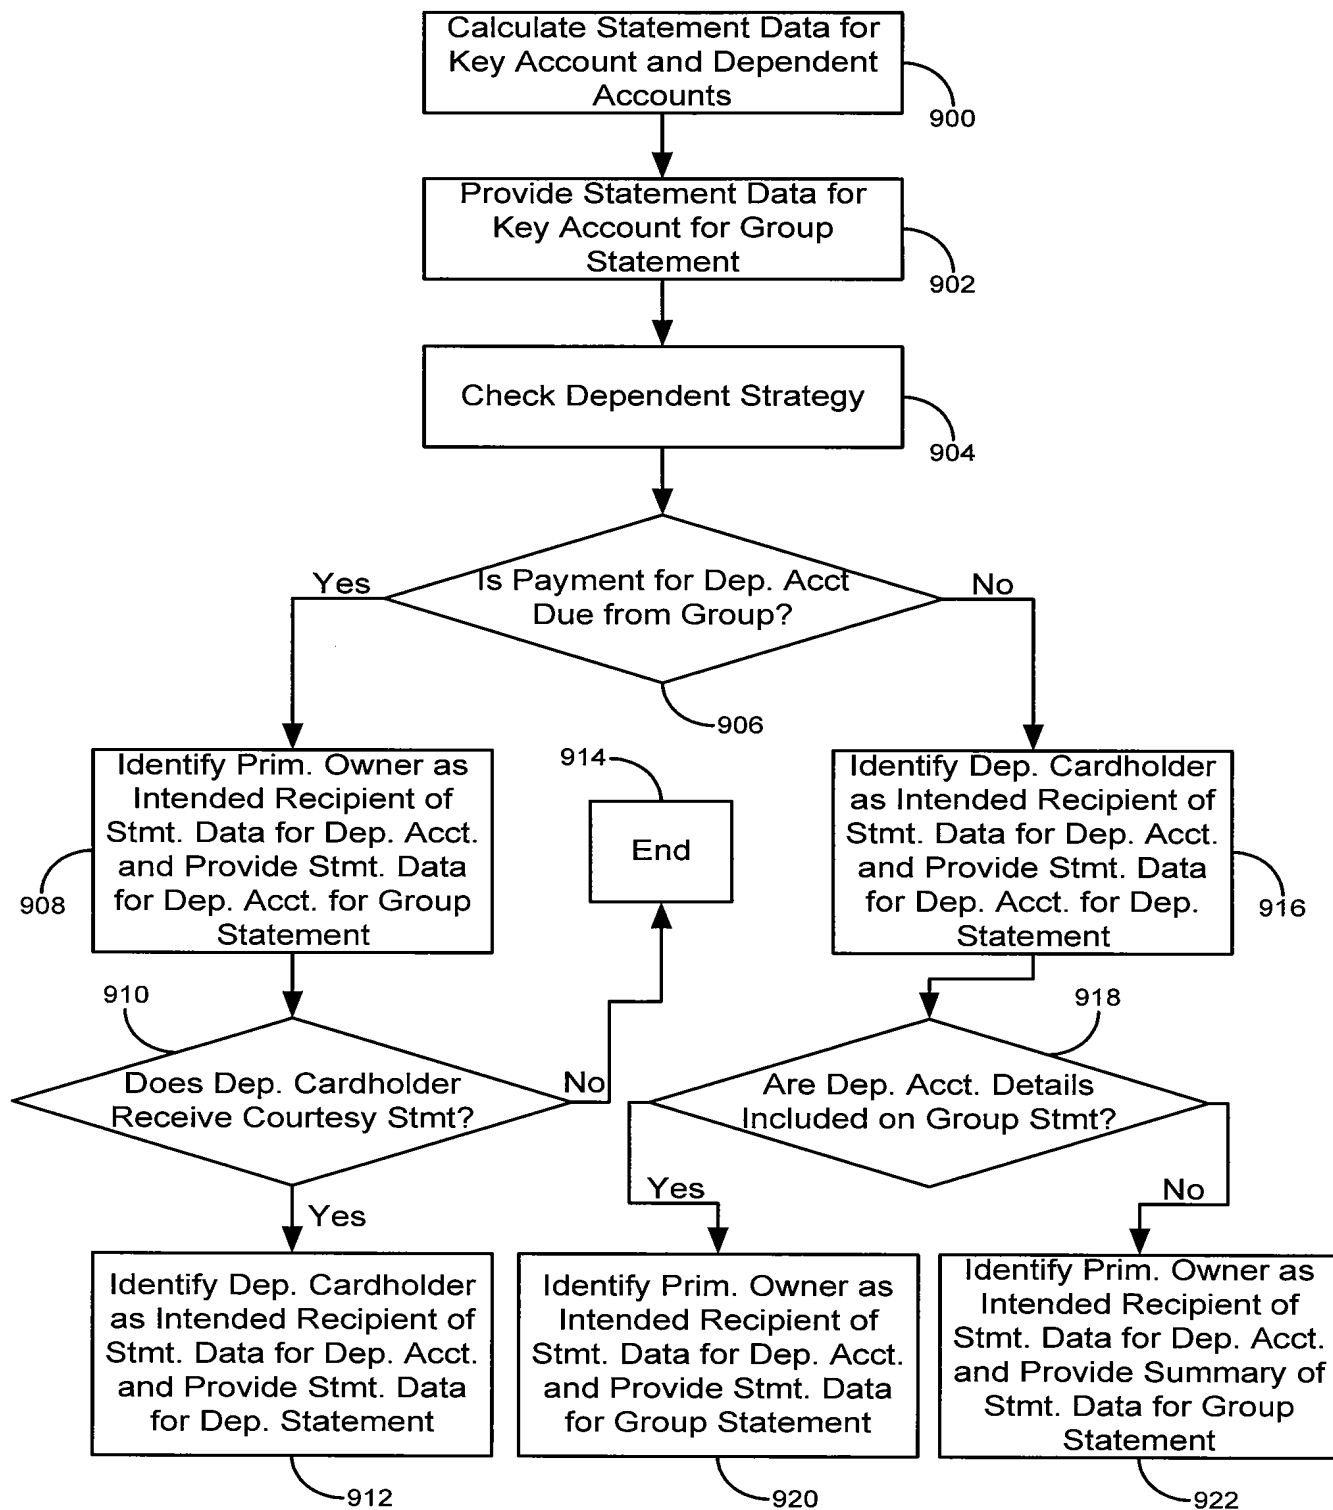 Calculate Statement Data for
Key Account and Dependent
Accounts
900
Provide Statement Data for
Key Account for Group
Statement
902
Check Dependent Strategy
904
Is Payment for Dep. Acct
Due from Group?
Yes
No
906
Identify Prim. Owner as
Intended Recipient of
Stmt. Data for Dep. Acct.
and Provide Stmt. Data
for Dep. Acct. for Group
Statement
908
914
End
Identify Dep. Cardholder
as Intended Recipient of
Stmt. Data for Dep. Acct.
and Provide Stmt. Data
for Dep. Acct. for Dep.
Statement
916
910
Does Dep. Cardholder
Receive Courtesy Stmt?
No
Yes
918
Are Dep. Acct. Details
Included on Group Stmt?
Yes
No
Identify Dep. Cardholder
as Intended Recipient of
Stmt. Data for Dep. Acct.
and Provide Stmt. Data
for Dep. Statement
912
Identify Prim. Owner as
Intended Recipient of
Stmt. Data for Dep. Acct.
and Provide Stmt. Data
for Group Statement
920
Identify Prim. Owner as
Intended Recipient of
Stmt. Data for Dep. Acct.
and Provide Summary of
Stmt. Data for Group
Statement
922